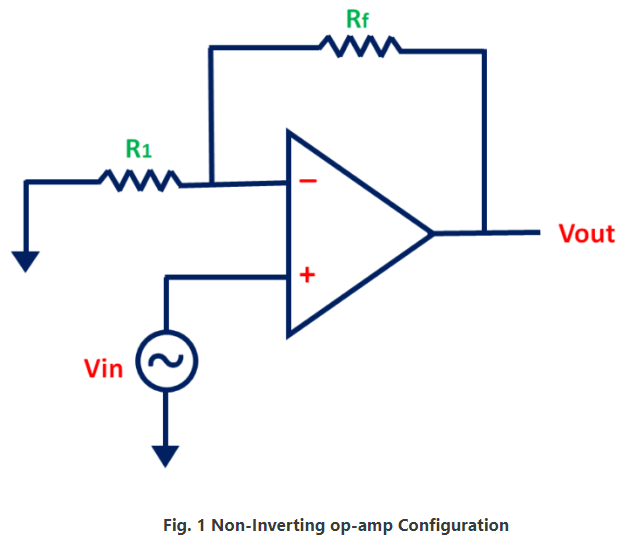 Rf
R1
−
+
Vout
Vin
Fig. 1 Non-Inverting op-amp Configuration